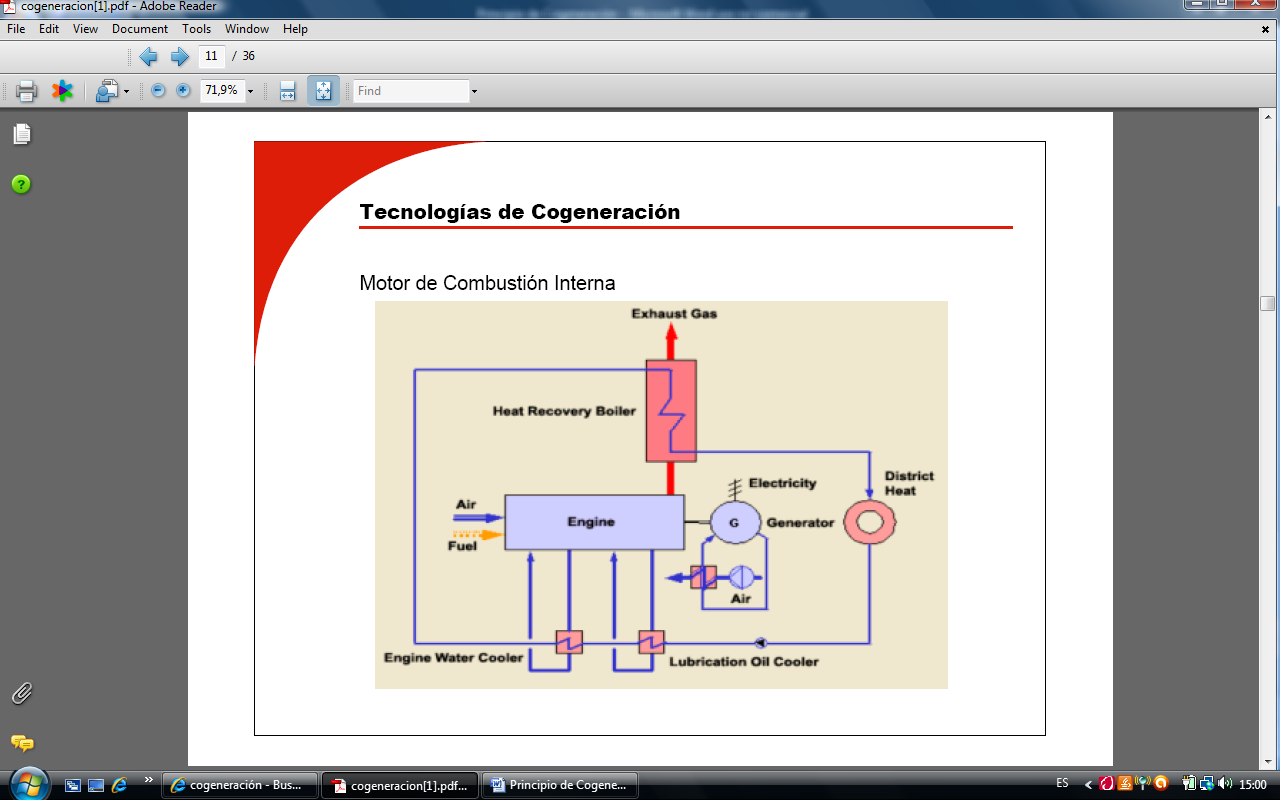 cogeneracion[1].pdf - Adobe Reader
File Edit View Document Tools Window Help
11 / 36
71,9% Find
Tecnologías de Cogeneración
Motor de Combustión Interna
Exhaust Gas
Heat Recovery Boiler
Electricity
District
Heat
Air
Engine
G
Generator
Fuel
Air
Engine Water Cooler
Lubrication Oil Cooler
cogeneración - Bus...
cogeneracion[1].pdf...
Principio de Cogene...
ES
15:00